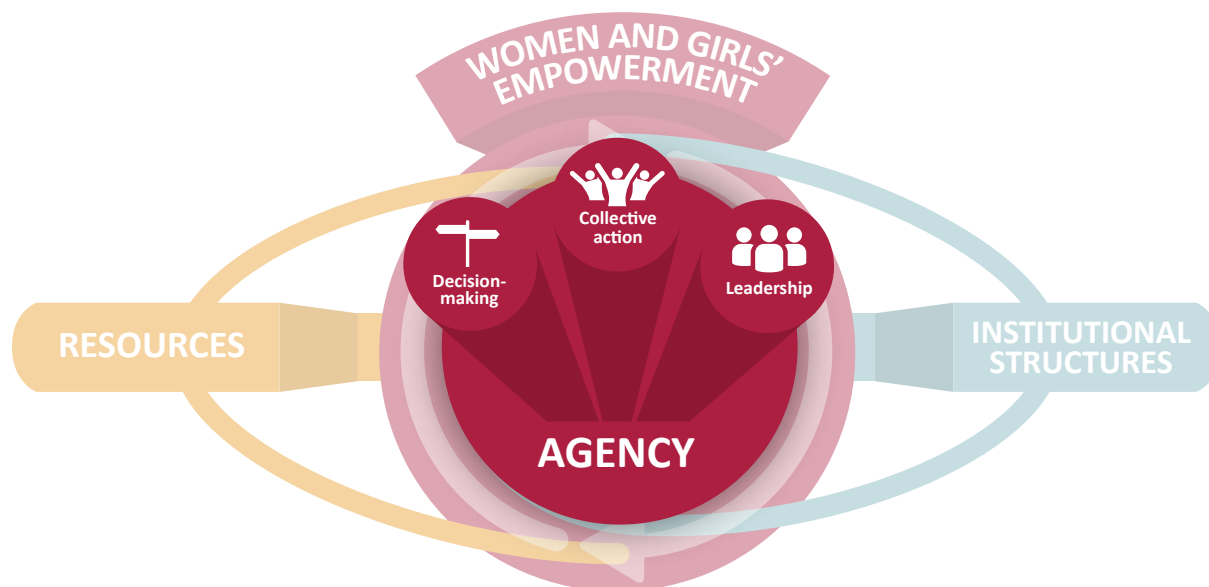 WOMEN AND GIRLS'
EMPOWERMENT
Collective
action
Decision-
making
Leadership
RESOURCES
INSTITUTIONAL
STRUCTURES
AGENCY